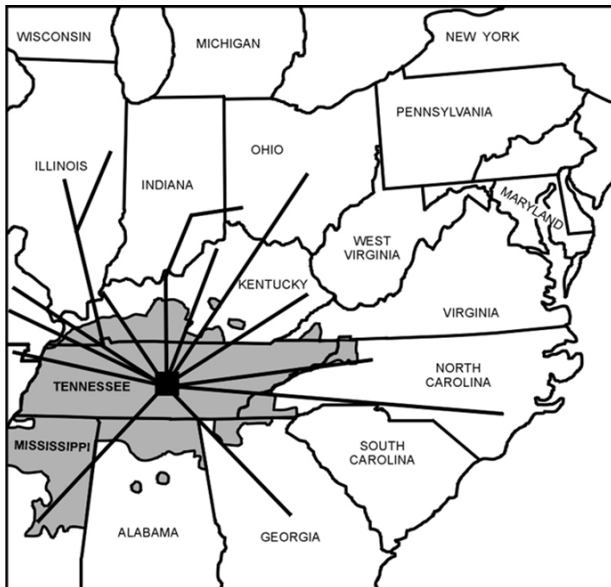 WISCONSIN
MICHIGAN
NEW YORK
PENNSYLVANIA
ILLINOIS
INDIANA
OHIO
MARYLAND
WEST
VIRGINIA
KENTUCKY
VIRGINIA
TENNESSEE
NORTH
CAROLINA
MISSISSIPPI
SOUTH
CAROLINA
ALABAMA
GEORGIA